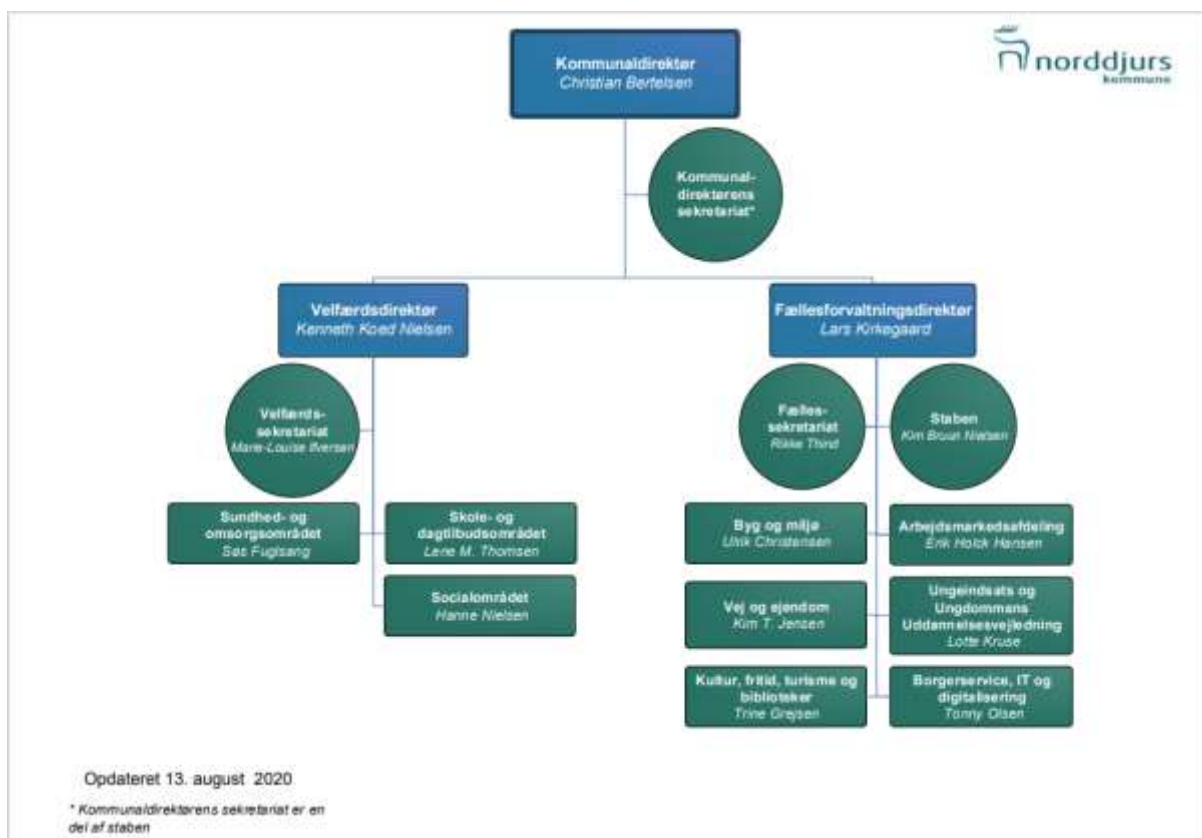 norddjurs
kommune
Kommunaldirektør
Christian Bertelsen
Kommunal-
direktørens
sekretariat*
Velfærdsdirektør
Kenneth Koed Nielsen
Fællesforvaltningsdirektør
Lars Kirkegaard
Velfærds-
sekretariat
Marie-Louise Ifversen
Fælles-
sekretariat
Rikke Thind
Staben
Kim Bruun Nielsen
Sundhed- og
omsorgsområdet
Søs Fuglsang
Skole- og
dagtilbudsområdet
Lene M. Thomsen
Socialområdet
Hanne Nielsen
Byg og miljø
Ulrik Christensen
Arbejdsmarkedsafdeling
Erik Holck Hansen
Vej og ejendom
Kim T. Jensen
Ungeindsats og
Ungdommens
Uddannelsesvejledning
Lotte Kruse
Kultur, fritid, turisme og
biblioteker
Trine Grejsen
Borgerservice, IT og
digitalisering
Tonny Olsen
Opdateret 13. august 2020
* Kommunaldirektørens sekretariat er en
del af staben